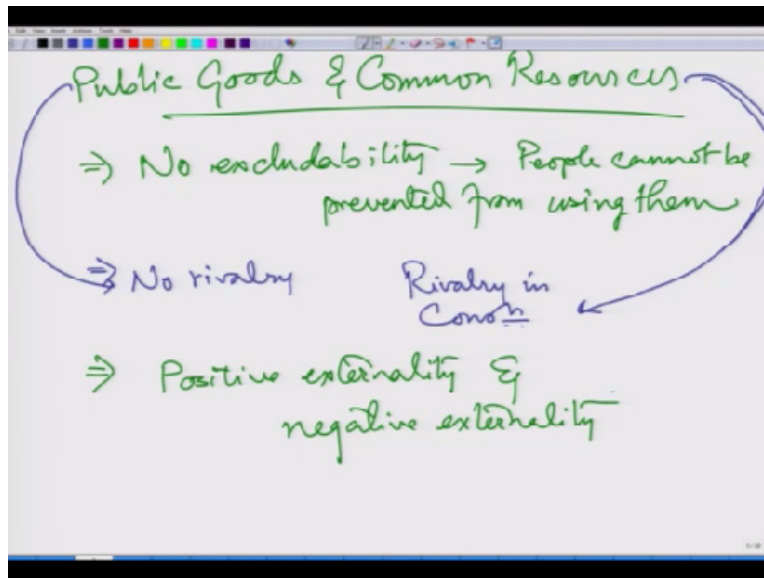 Public Goods & Common Resources
⇒ No excludability → People cannot be
prevented from using them
⇒ No rivalry Rivalry in
Conson
⇒ Positive externality &
negative externality